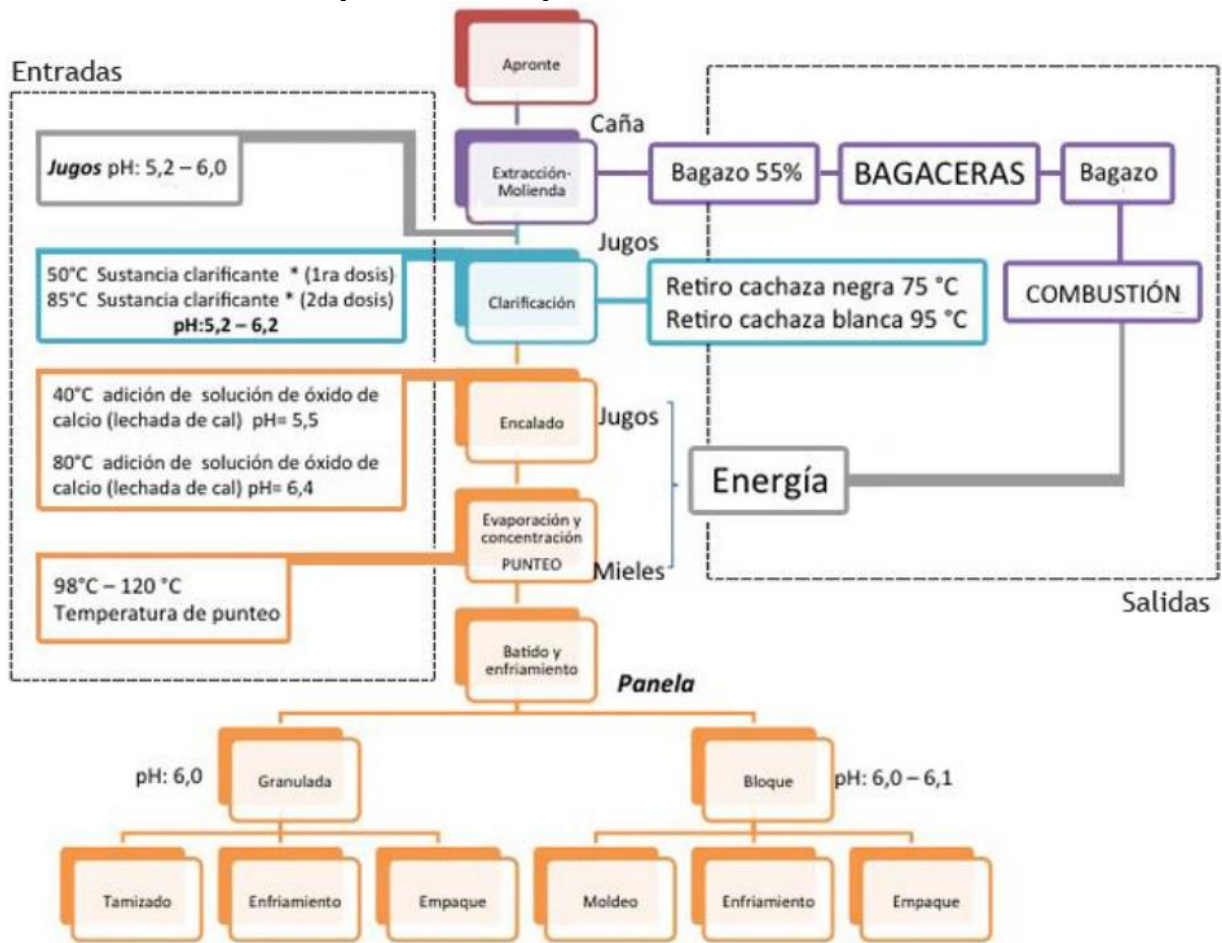 Apronte
Entradas
Caña
Jugos pH: 5,2 – 6,0
Extracción-
Molienda
Bagazo 55%
BAGACERAS
Bagazo
Jugos
50°C Sustancia clarificante * (1ra dosis)
85°C Sustancia clarificante * (2da dosis)
pH:5,2 – 6,2
Clarificación
Retiro cachaza negra 75 °C
Retiro cachaza blanca 95 °C
COMBUSTIÓN
40°C adición de solución de óxido de
calcio (lechada de cal) pH= 5,5
80°C adición de solución de óxido de
calcio (lechada de cal) pH= 6,4
Encalado
Jugos
Energía
Evaporación y
concentración
PUNTEO
Mieles
98°C – 120 °C
Temperatura de punteo
Salidas
Batido y
enfriamiento
Panela
pH: 6,0
Granulada
Bloque
pH: 6,0 – 6,1
Tamizado
Enfriamiento
Empaque
Moldeo
Enfriamiento
Empaque